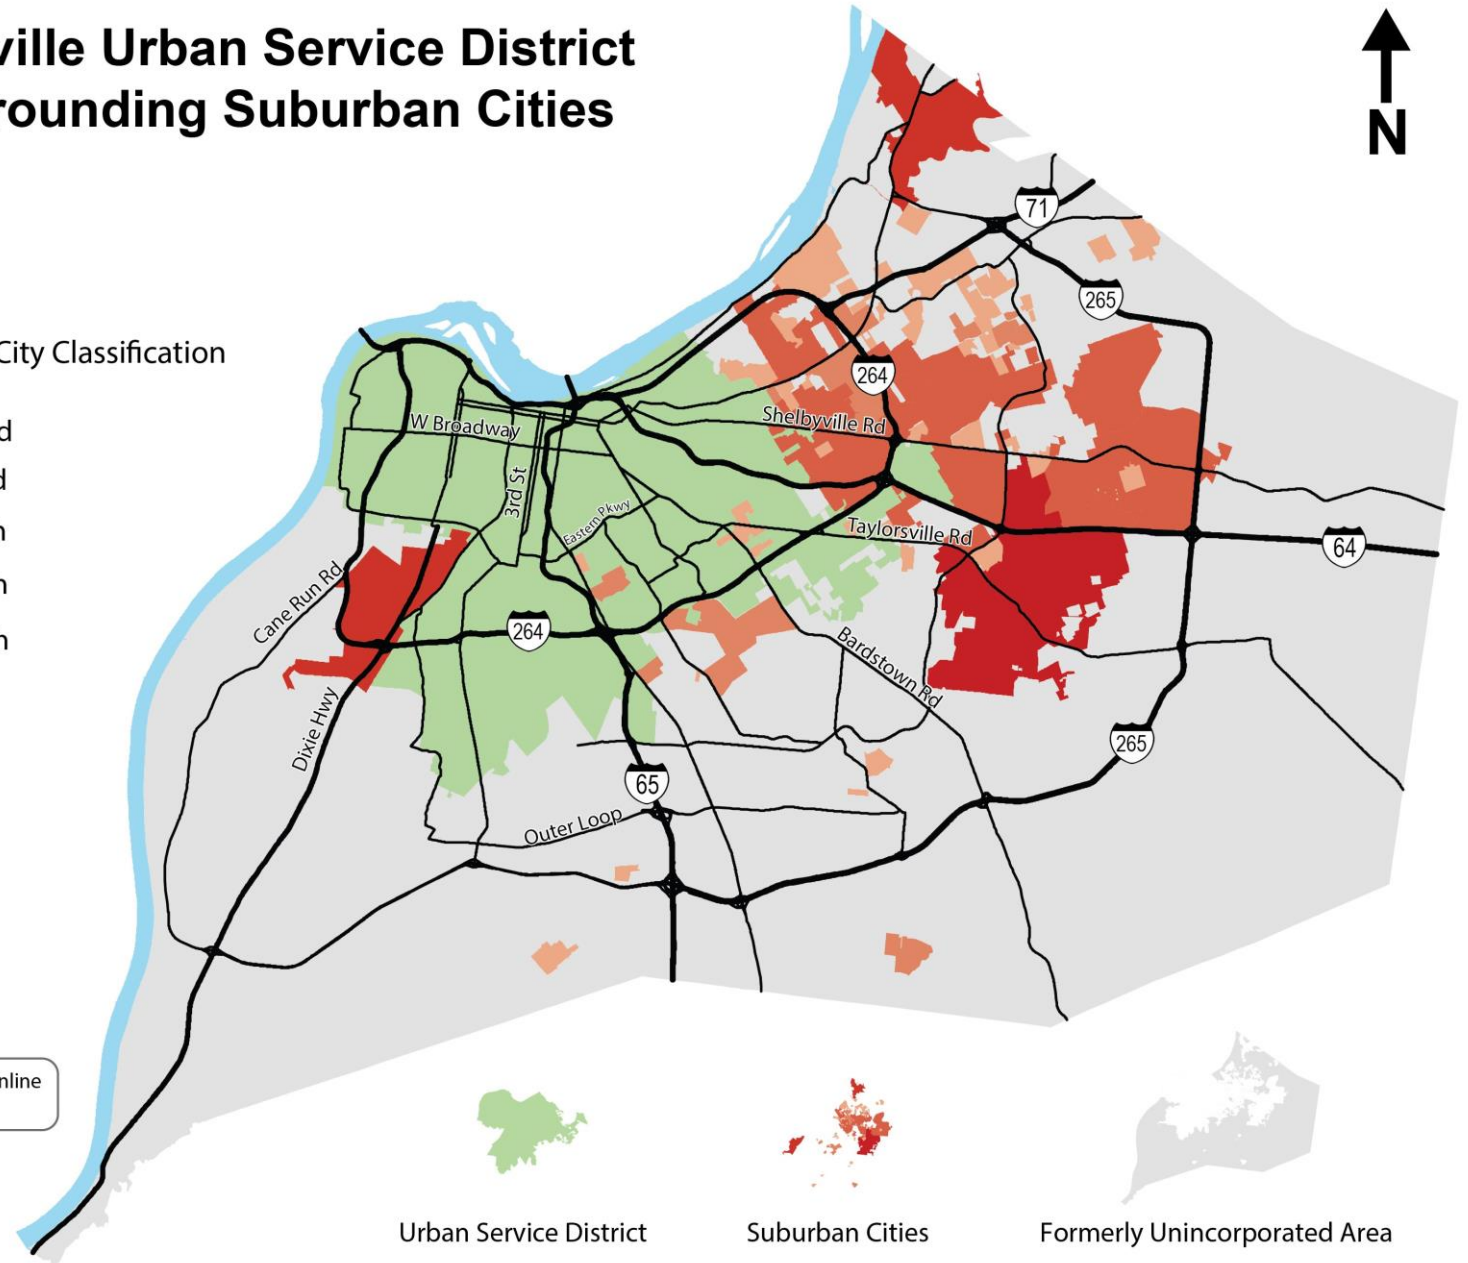 ville Urban Service District
rounding Suburban Cities
N
City Classification
d
d
n
n
n
71
265
264
Shelbyville Rd
W Broadway
3rd St
Eastern Pkwy
Taylorsville Rd
64
Cane Run Rd
264
Bardstown Rd
Dixie Hwy
265
65
Outer Loop
nline
Urban Service District
Suburban Cities
Formerly Unincorporated Area